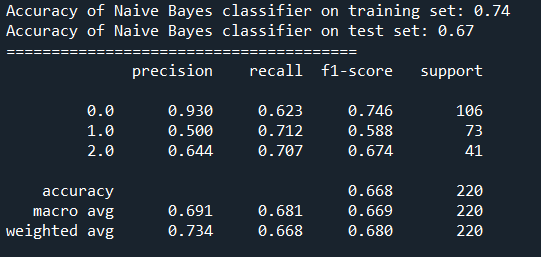 Accuracy of Naive Bayes classifier on training set: 0.74
Accuracy of Naive Bayes classifier on test set: 0.67
=======================================
precision recall f1-score support
0.0 0.930 0.623 0.746 106
1.0 0.500 0.712 0.588 73
2.0 0.644 0.707 0.674 41
accuracy 0.668 220
macro avg 0.691 0.681 0.669 220
weighted avg 0.734 0.668 0.680 220